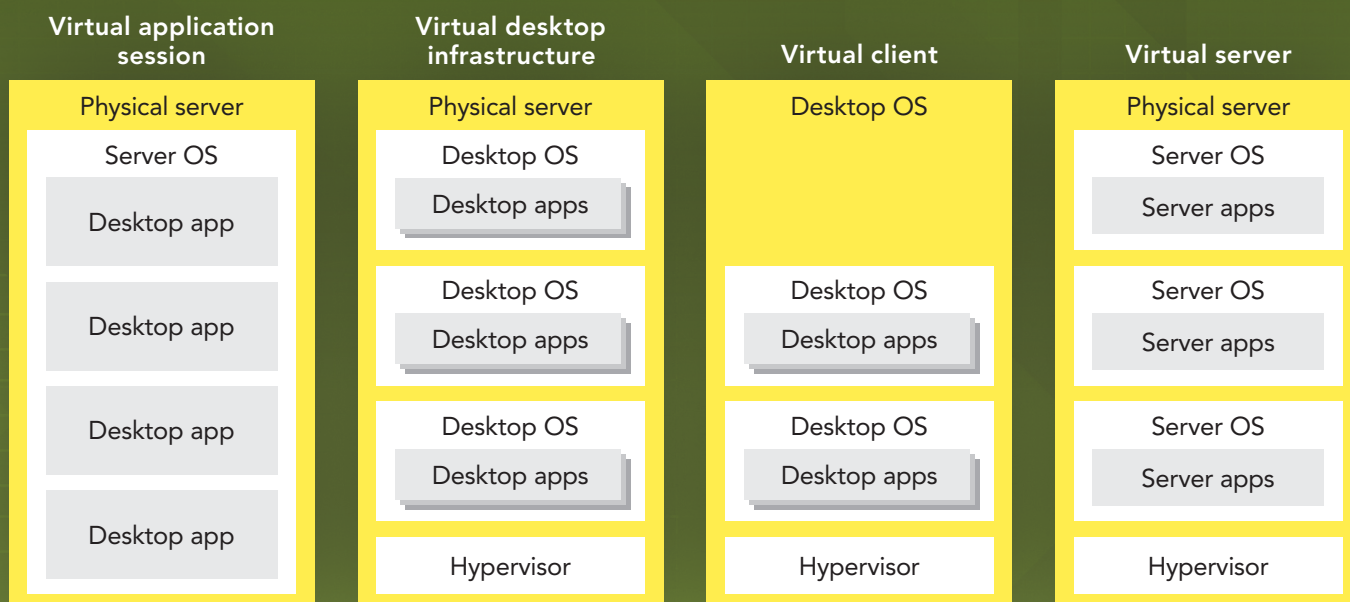 Virtual application
session
Physical server
Server OS
Desktop app
Desktop app
Desktop app
Desktop app
Virtual desktop
infrastructure
Physical server
Desktop OS
Desktop apps
Desktop OS
Desktop apps
Desktop OS
Desktop apps
Hypervisor
Virtual client
Desktop OS
Desktop OS
Desktop apps
Desktop OS
Desktop apps
Hypervisor
Virtual server
Physical server
Server OS
Server apps
Server OS
Server apps
Server OS
Server apps
Hypervisor